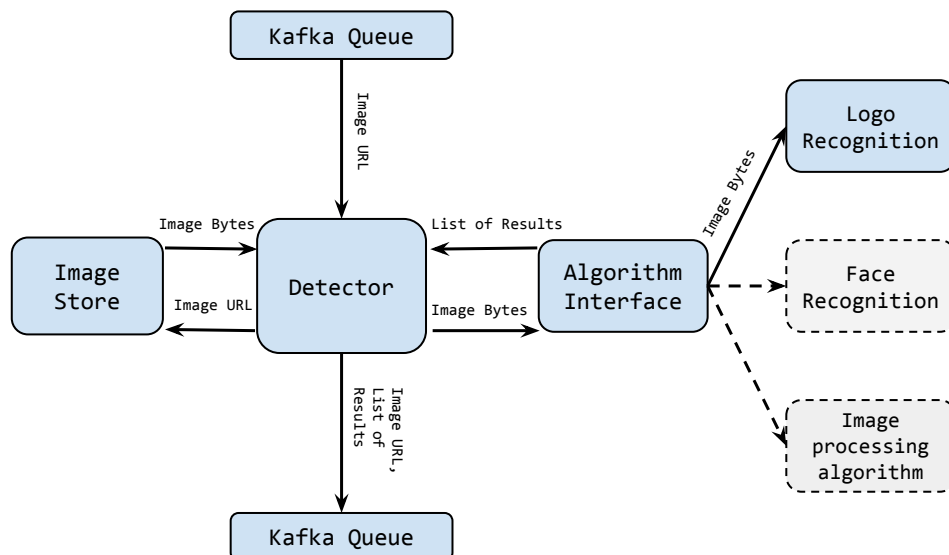 Kafka Queue
Image URL
Logo
Recognition
Image Bytes
Image Bytes
List of Results
Image
Store
Detector
Algorithm
Interface
Face
Recognition
Image URL
Image Bytes
Image URL,
List of
Results
Image
processing
algorithm
Kafka Queue